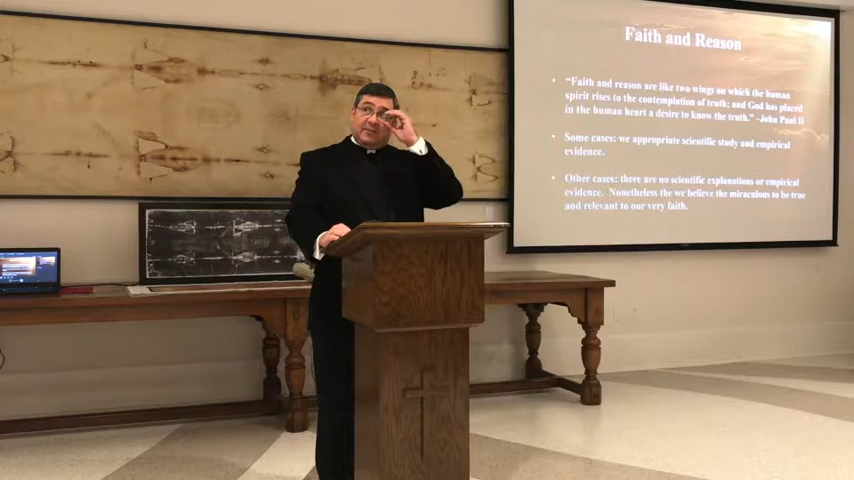 Faith and Reason
• "Faith and reason are like two wings on which the human
spirit rises to the contemplation of truth; and God has placed
in the human heart a desire to know the truth." –John Paul II
• Some cases: we appropriate scientific study and empirical
evidence.
• Other cases: there are no scientific explanations or empirical
evidence. Nonetheless we believe the miraculous to be true
and relevant to our very faith.